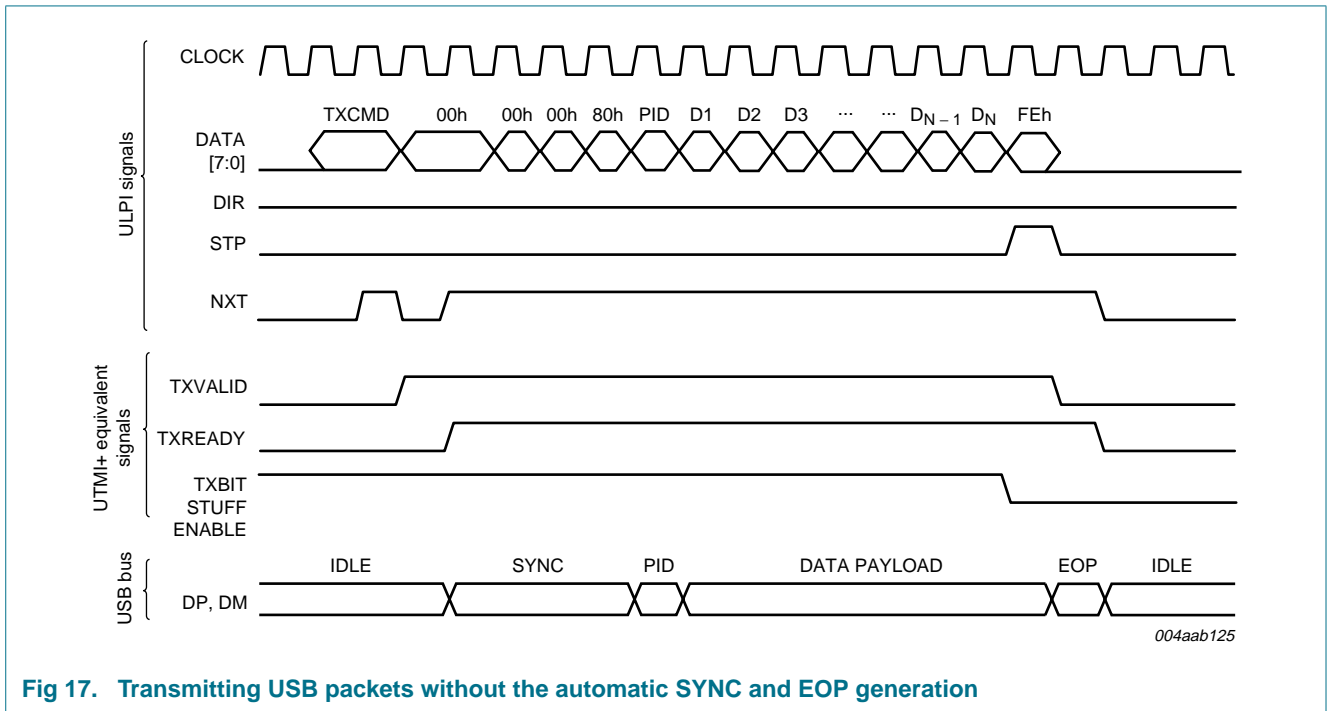 CLOCK
TXCMD 00h 00h 00h 80h PID D1 D2 D3 ... ... DN − 1 DN FEh
DATA
[7:0]
DIR
STP
NXT
ULPI signals
TXVALID
TXREADY
TXBIT
STUFF
ENABLE
UTMI+ equivalent
signals
IDLE SYNC PID DATA PAYLOAD EOP IDLE
DP, DM
USB bus
004aab125
Fig 17. Transmitting USB packets without the automatic SYNC and EOP generation